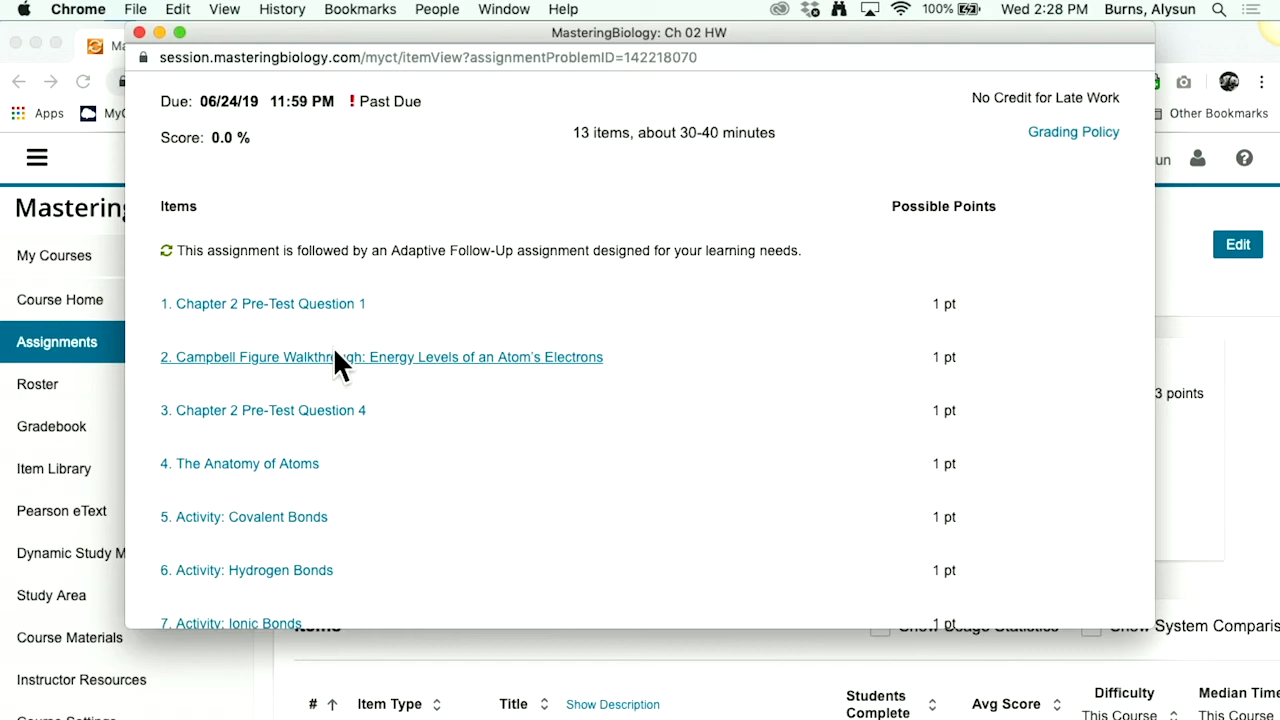 Chrome File Edit View History Bookmarks People Window Help 100% Wed 2:28 PM Burns, Alysun
MasteringBiology: Ch 02 HW
session.masteringbiology.com/myct/itemView?assignmentProblemID=142218070
Apps
Other Bookmarks
Due: 06/24/19 11:59 PM ! Past Due
No Credit for Late Work
Score: 0.0 %
13 items, about 30-40 minutes
Grading Policy
Mastering
Items
Possible Points
Edit
This assignment is followed by an Adaptive Follow-Up assignment designed for your learning needs.
My Courses
Course Home
1. Chapter 2 Pre-Test Question 1
1 pt
Assignments
2. Campbell Figure Walkthrough: Energy Levels of an Atom's Electrons
1 pt
Roster
3 points
3. Chapter 2 Pre-Test Question 4
1 pt
Gradebook
4. The Anatomy of Atoms
1 pt
Item Library
Pearson eText
5. Activity: Covalent Bonds
1 pt
Dynamic Study M
6. Activity: Hydrogen Bonds
1 pt
Study Area
7. Activity: Ionic Bonds
1 pt
Items
Show Usage Statistics
Show System Comparis
Course Materials
Instructor Resources
# Item Type Title Show Description
Students Complete
Avg Score
Difficulty
This Course
Median Time
This Course
Course Settings